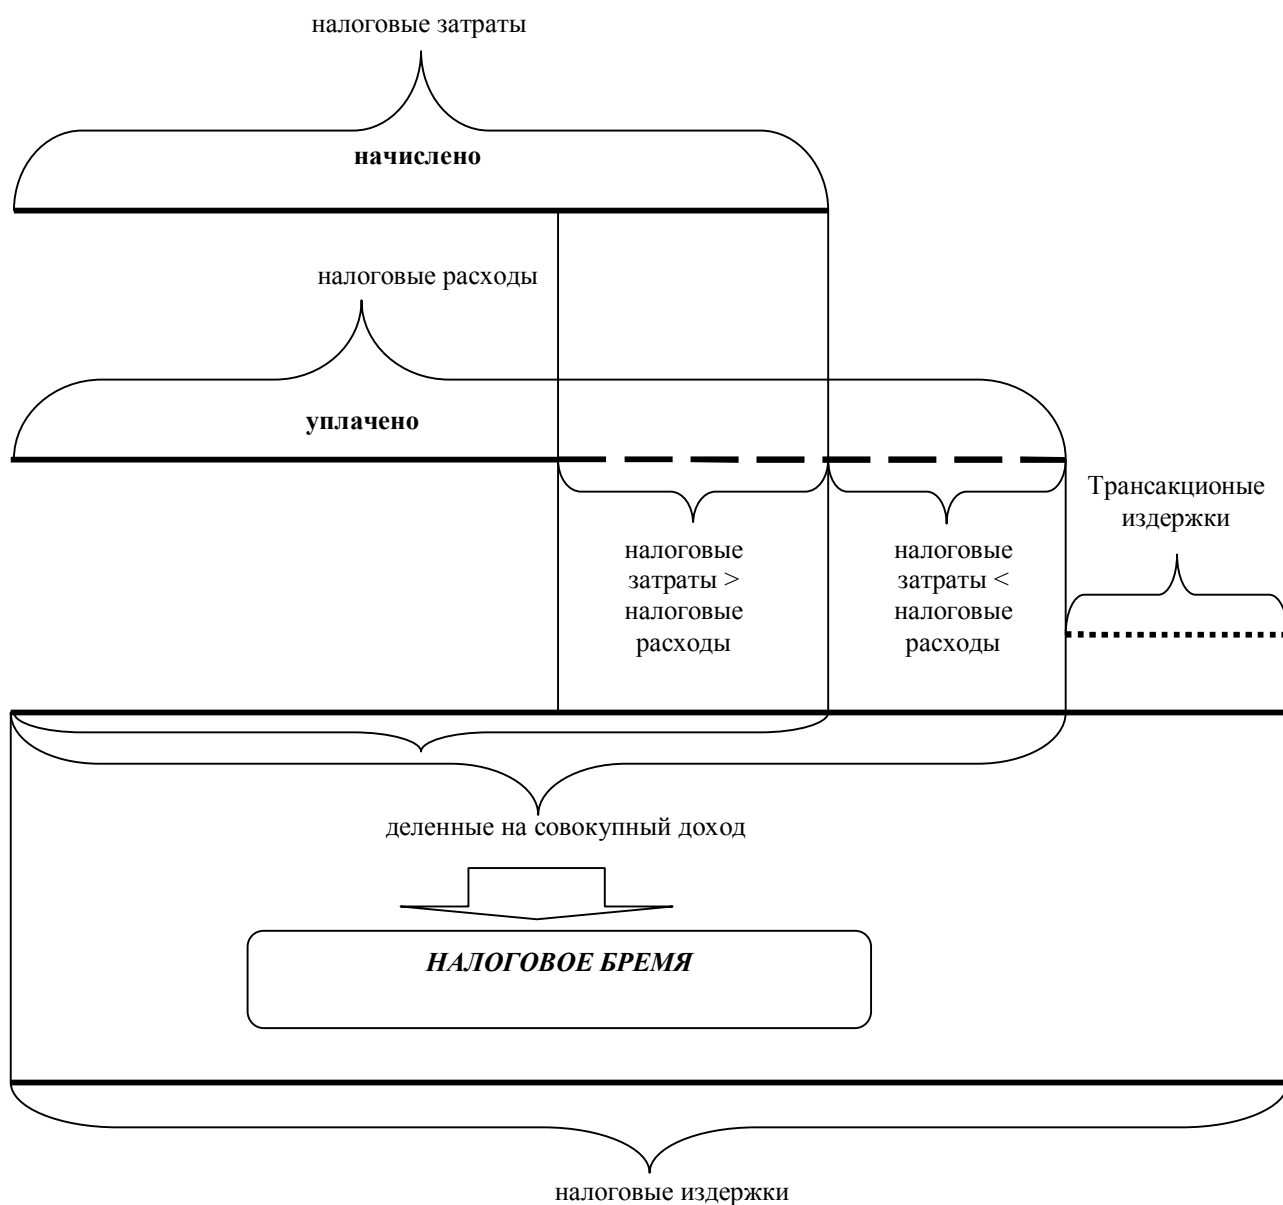 налоговые затраты
начислено
налоговые расходы
уплачено
Трансакционые
издержки
налоговые
затраты >
налоговые
расходы
налоговые
затраты <
налоговые
расходы
деленные на совокупный доход
НАЛОГОВОЕ БРЕМЯ
налоговые издержки